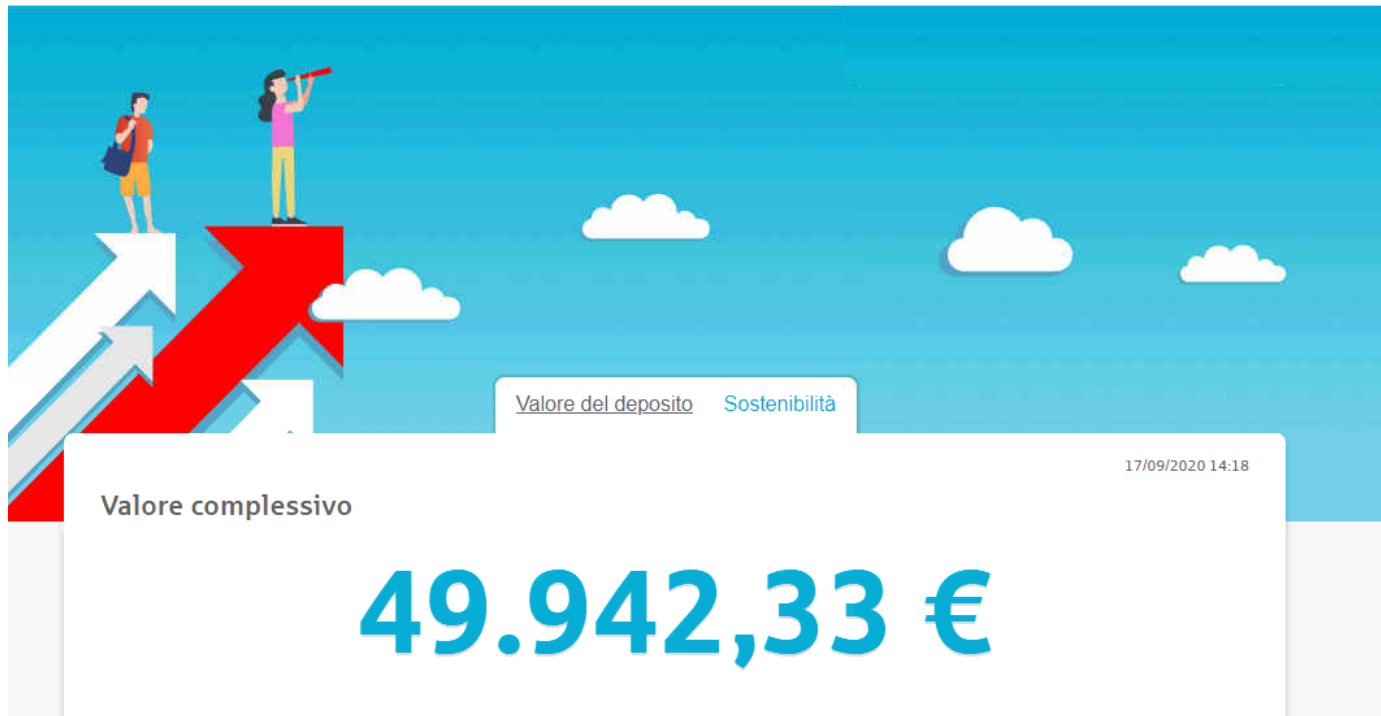 Valore del deposito Sostenibilità
17/09/2020 14:18
Valore complessivo
49.942,33 €